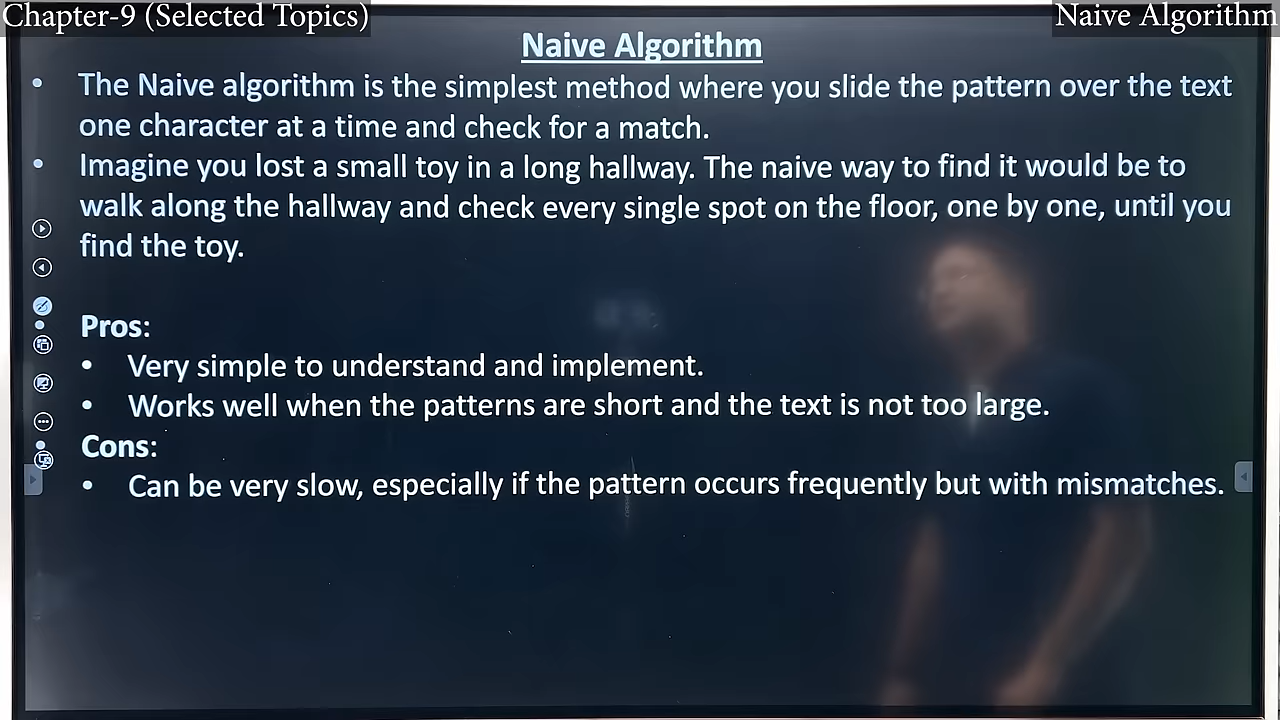 Chapter-9 (Selected Topics)
Naive Algorithm
Naive Algorithm
• The Naive algorithm is the simplest method where you slide the pattern over the text
one character at a time and check for a match.
• Imagine you lost a small toy in a long hallway. The naive way to find it would be to
walk along the hallway and check every single spot on the floor, one by one, until you
find the toy.
Pros:
• Very simple to understand and implement.
• Works well when the patterns are short and the text is not too large.
Cons:
• Can be very slow, especially if the pattern occurs frequently but with mismatches.